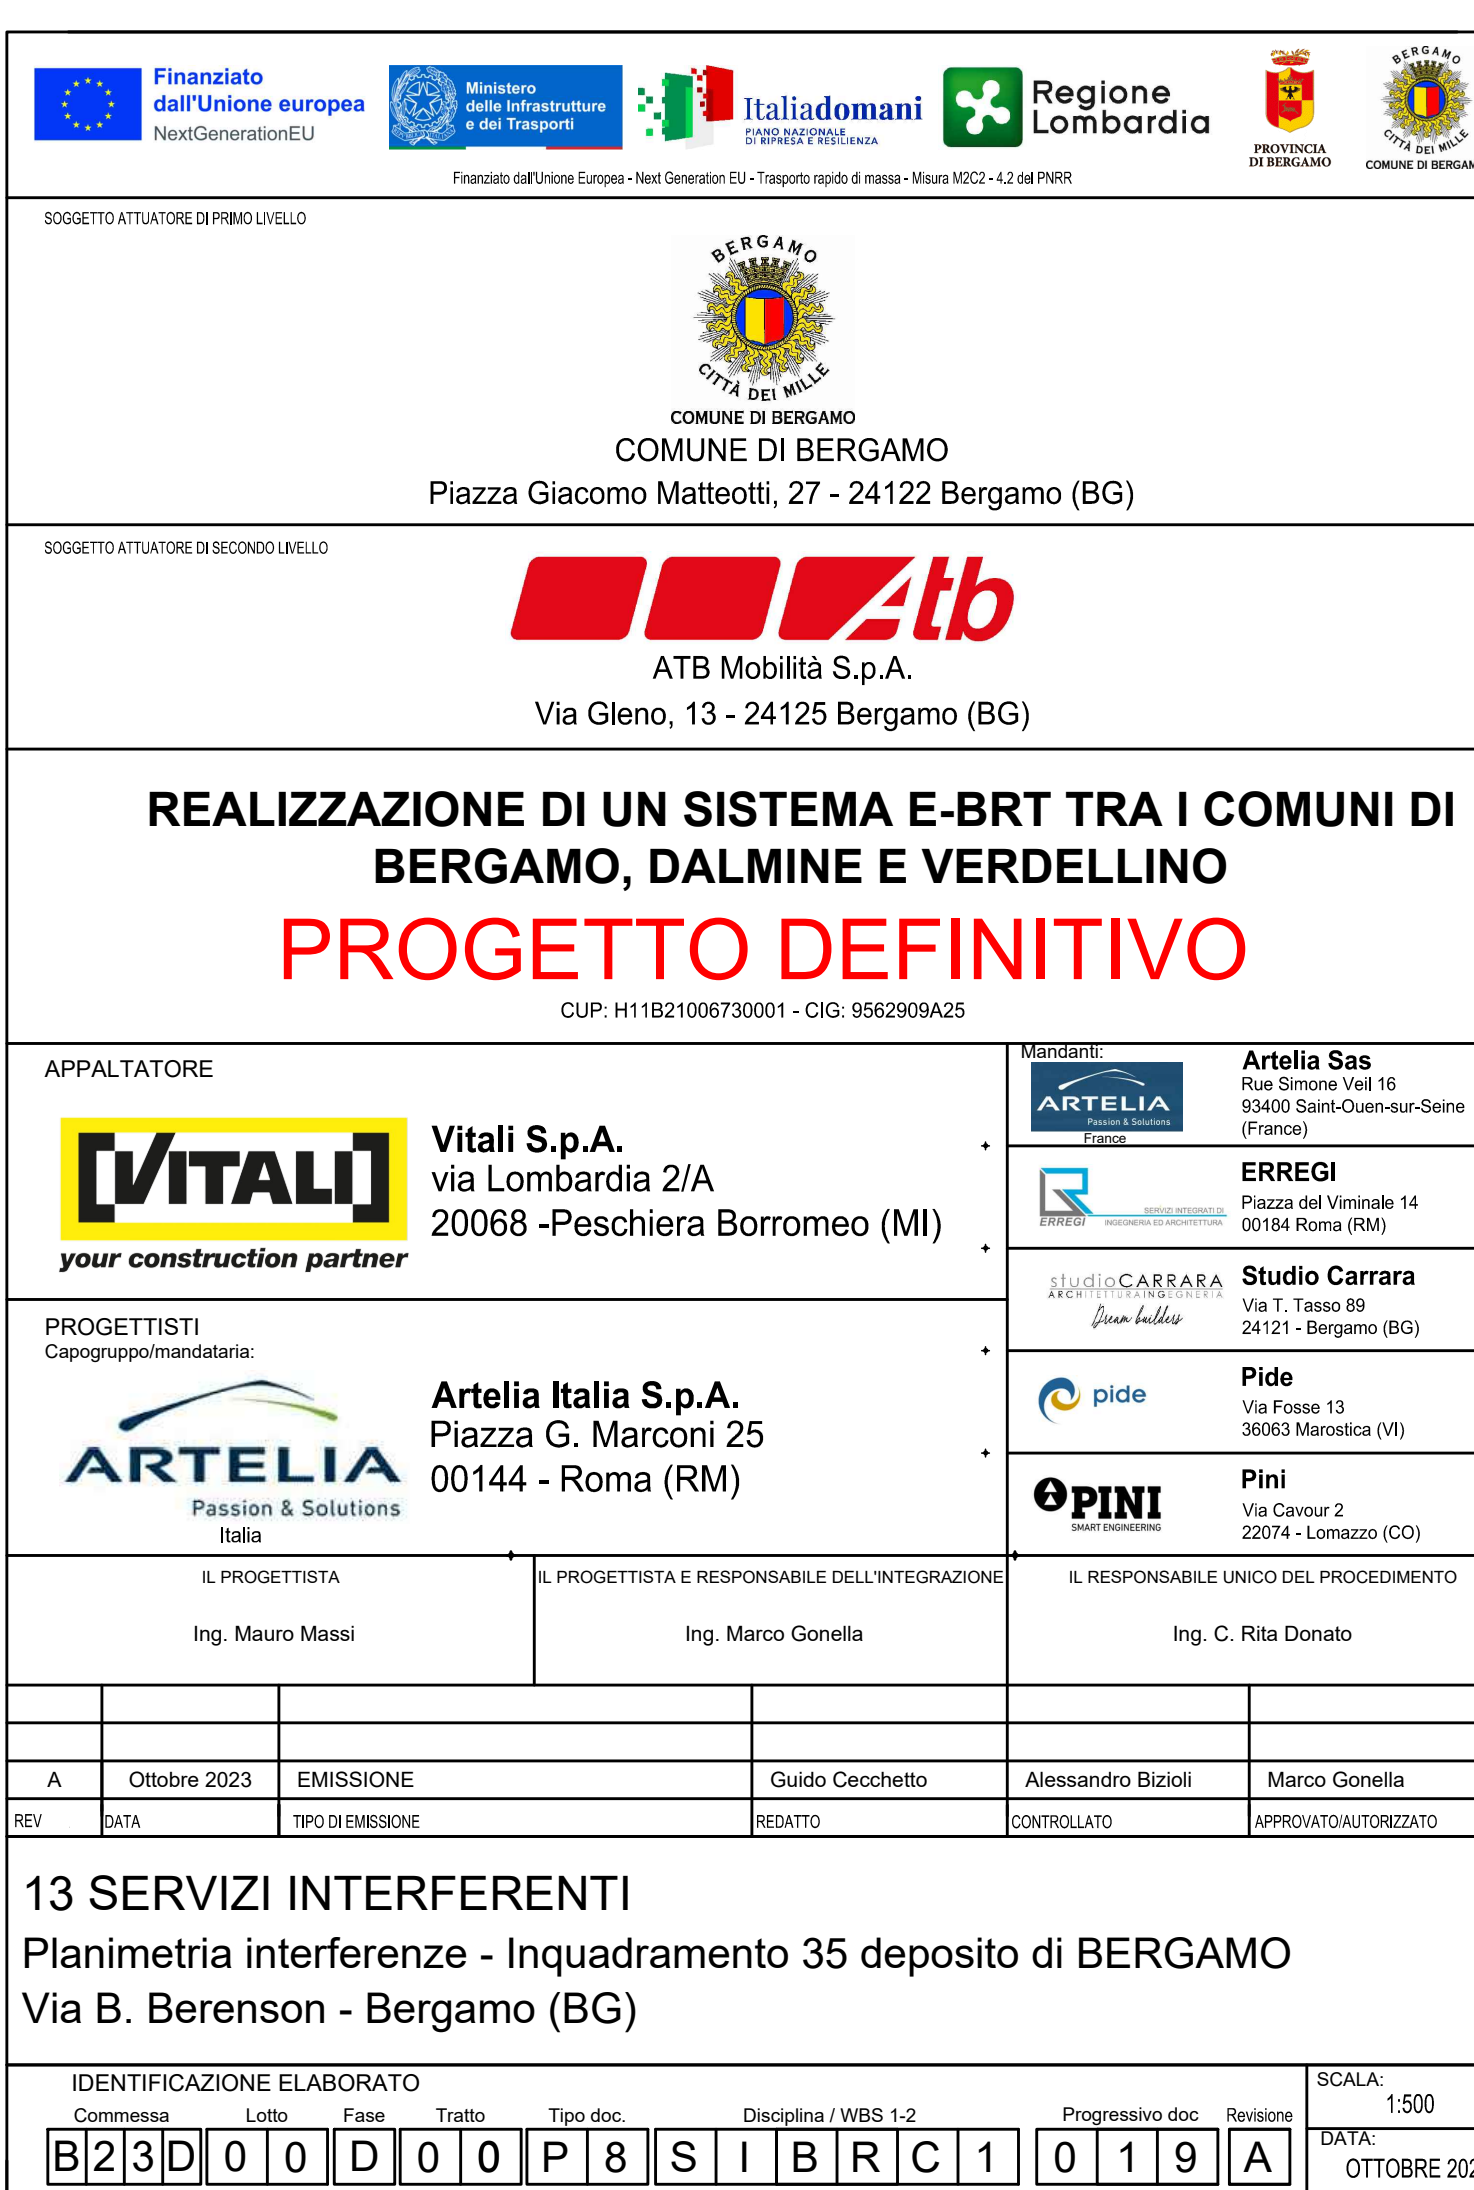 Finanziato
dall'Unione europea
NextGenerationEU
Ministero
delle Infrastrutture
e dei Trasporti
Italiadomani
PIANO NAZIONALE
DI RIPRESA E RESILIENZA
Regione
Lombardia
PROVINCIA
DI BERGAMO
BERGAMO
CITTÀ DEI MILLE
COMUNE DI BERGAM
Finanziato dall'Unione Europea - Next Generation EU - Trasporto rapido di massa - Misura M2C2 - 4.2 del PNRR
SOGGETTO ATTUATORE DI PRIMO LIVELLO
BERGAMO
CITTÀ DEI MILLE
COMUNE DI BERGAMO
COMUNE DI BERGAMO
Piazza Giacomo Matteotti, 27 - 24122 Bergamo (BG)
SOGGETTO ATTUATORE DI SECONDO LIVELLO
Atb
ATB Mobilità S.p.A.
Via Gleno, 13 - 24125 Bergamo (BG)
REALIZZAZIONE DI UN SISTEMA E-BRT TRA I COMUNI DI
BERGAMO, DALMINE E VERDELLINO
PROGETTO DEFINITIVO
CUP: H11B21006730001 - CIG: 9562909A25
APPALTATORE
[VITALI]
your construction partner
Vitali S.p.A.
via Lombardia 2/A
20068 -Peschiera Borromeo (MI)
PROGETTISTI
Capogruppo/mandataria:
ARTELIA
Passion & Solutions
Italia
Artelia Italia S.p.A.
Piazza G. Marconi 25
00144 - Roma (RM)
Mandanti:
ARTELIA
Passion & Solutions
France
Artelia Sas
Rue Simone Veil 16
93400 Saint-Ouen-sur-Seine
(France)
ERREGI
SERVIZI INTEGRATI DI
INGEGNERIA ED ARCHITETTURA
ERREGI
Piazza del Viminale 14
00184 Roma (RM)
studioCARRARA
ARCHITETTURAINGEGNERIA
Dream builders
Studio Carrara
Via T. Tasso 89
24121 - Bergamo (BG)
pide
Pide
Via Fosse 13
36063 Marostica (VI)
PINI
SMART ENGINEERING
Pini
Via Cavour 2
22074 - Lomazzo (CO)
IL PROGETTISTA
Ing. Mauro Massi
IL PROGETTISTA E RESPONSABILE DELL'INTEGRAZIONE
Ing. Marco Gonella
IL RESPONSABILE UNICO DEL PROCEDIMENTO
Ing. C. Rita Donato
A Ottobre 2023 EMISSIONE Guido Cecchetto Alessandro Bizioli Marco Gonella
REV DATA TIPO DI EMISSIONE REDATTO CONTROLLATO APPROVATO/AUTORIZZATO
13 SERVIZI INTERFERENTI
Planimetria interferenze - Inquadramento 35 deposito di BERGAMO
Via B. Berenson - Bergamo (BG)
IDENTIFICAZIONE ELABORATO
Commessa Lotto Fase Tratto Tipo doc. Disciplina / WBS 1-2 Progressivo doc Revisione
B 2 3 D 0 0 D 0 0 P 8 S I B R C 1 0 1 9 A
SCALA:
1:500
DATA:
OTTOBRE 202